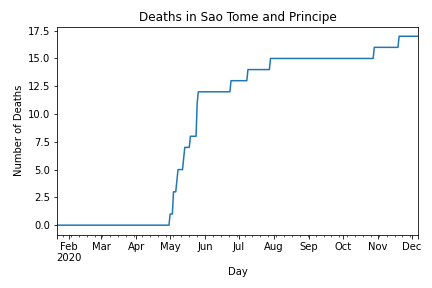 Deaths in Sao Tome and Principe
Number of Deaths
17.5
15.0
12.5
10.0
7.5
5.0
2.5
0.0
Feb Mar Apr May Jun Jul Aug Sep Oct Nov Dec
2020
Day